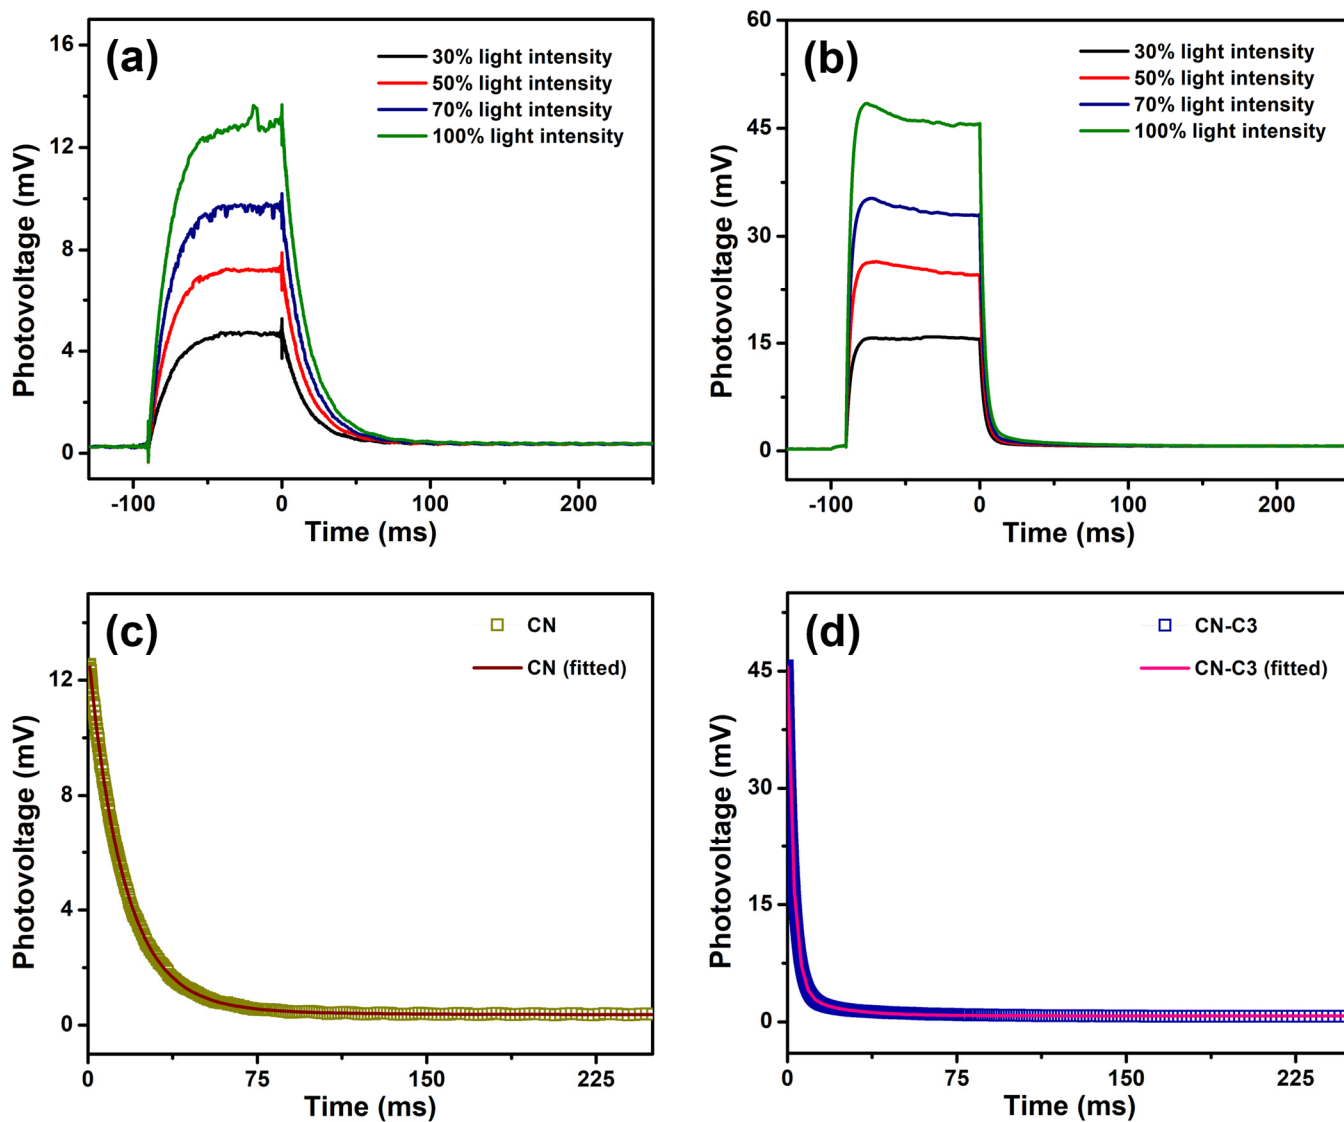 (a)
30% light intensity
50% light intensity
70% light intensity
100% light intensity
16
12
8
4
0
Photovoltage (mV)
-100
0
100
200
Time (ms)
(b)
30% light intensity
50% light intensity
70% light intensity
100% light intensity
60
45
30
15
0
Photovoltage (mV)
-100
0
100
200
Time (ms)
(c)
CN
CN (fitted)
12
8
4
0
Photovoltage (mV)
0
75
150
225
Time (ms)
(d)
CN-C3
CN-C3 (fitted)
45
30
15
0
Photovoltage (mV)
0
75
150
225
Time (ms)